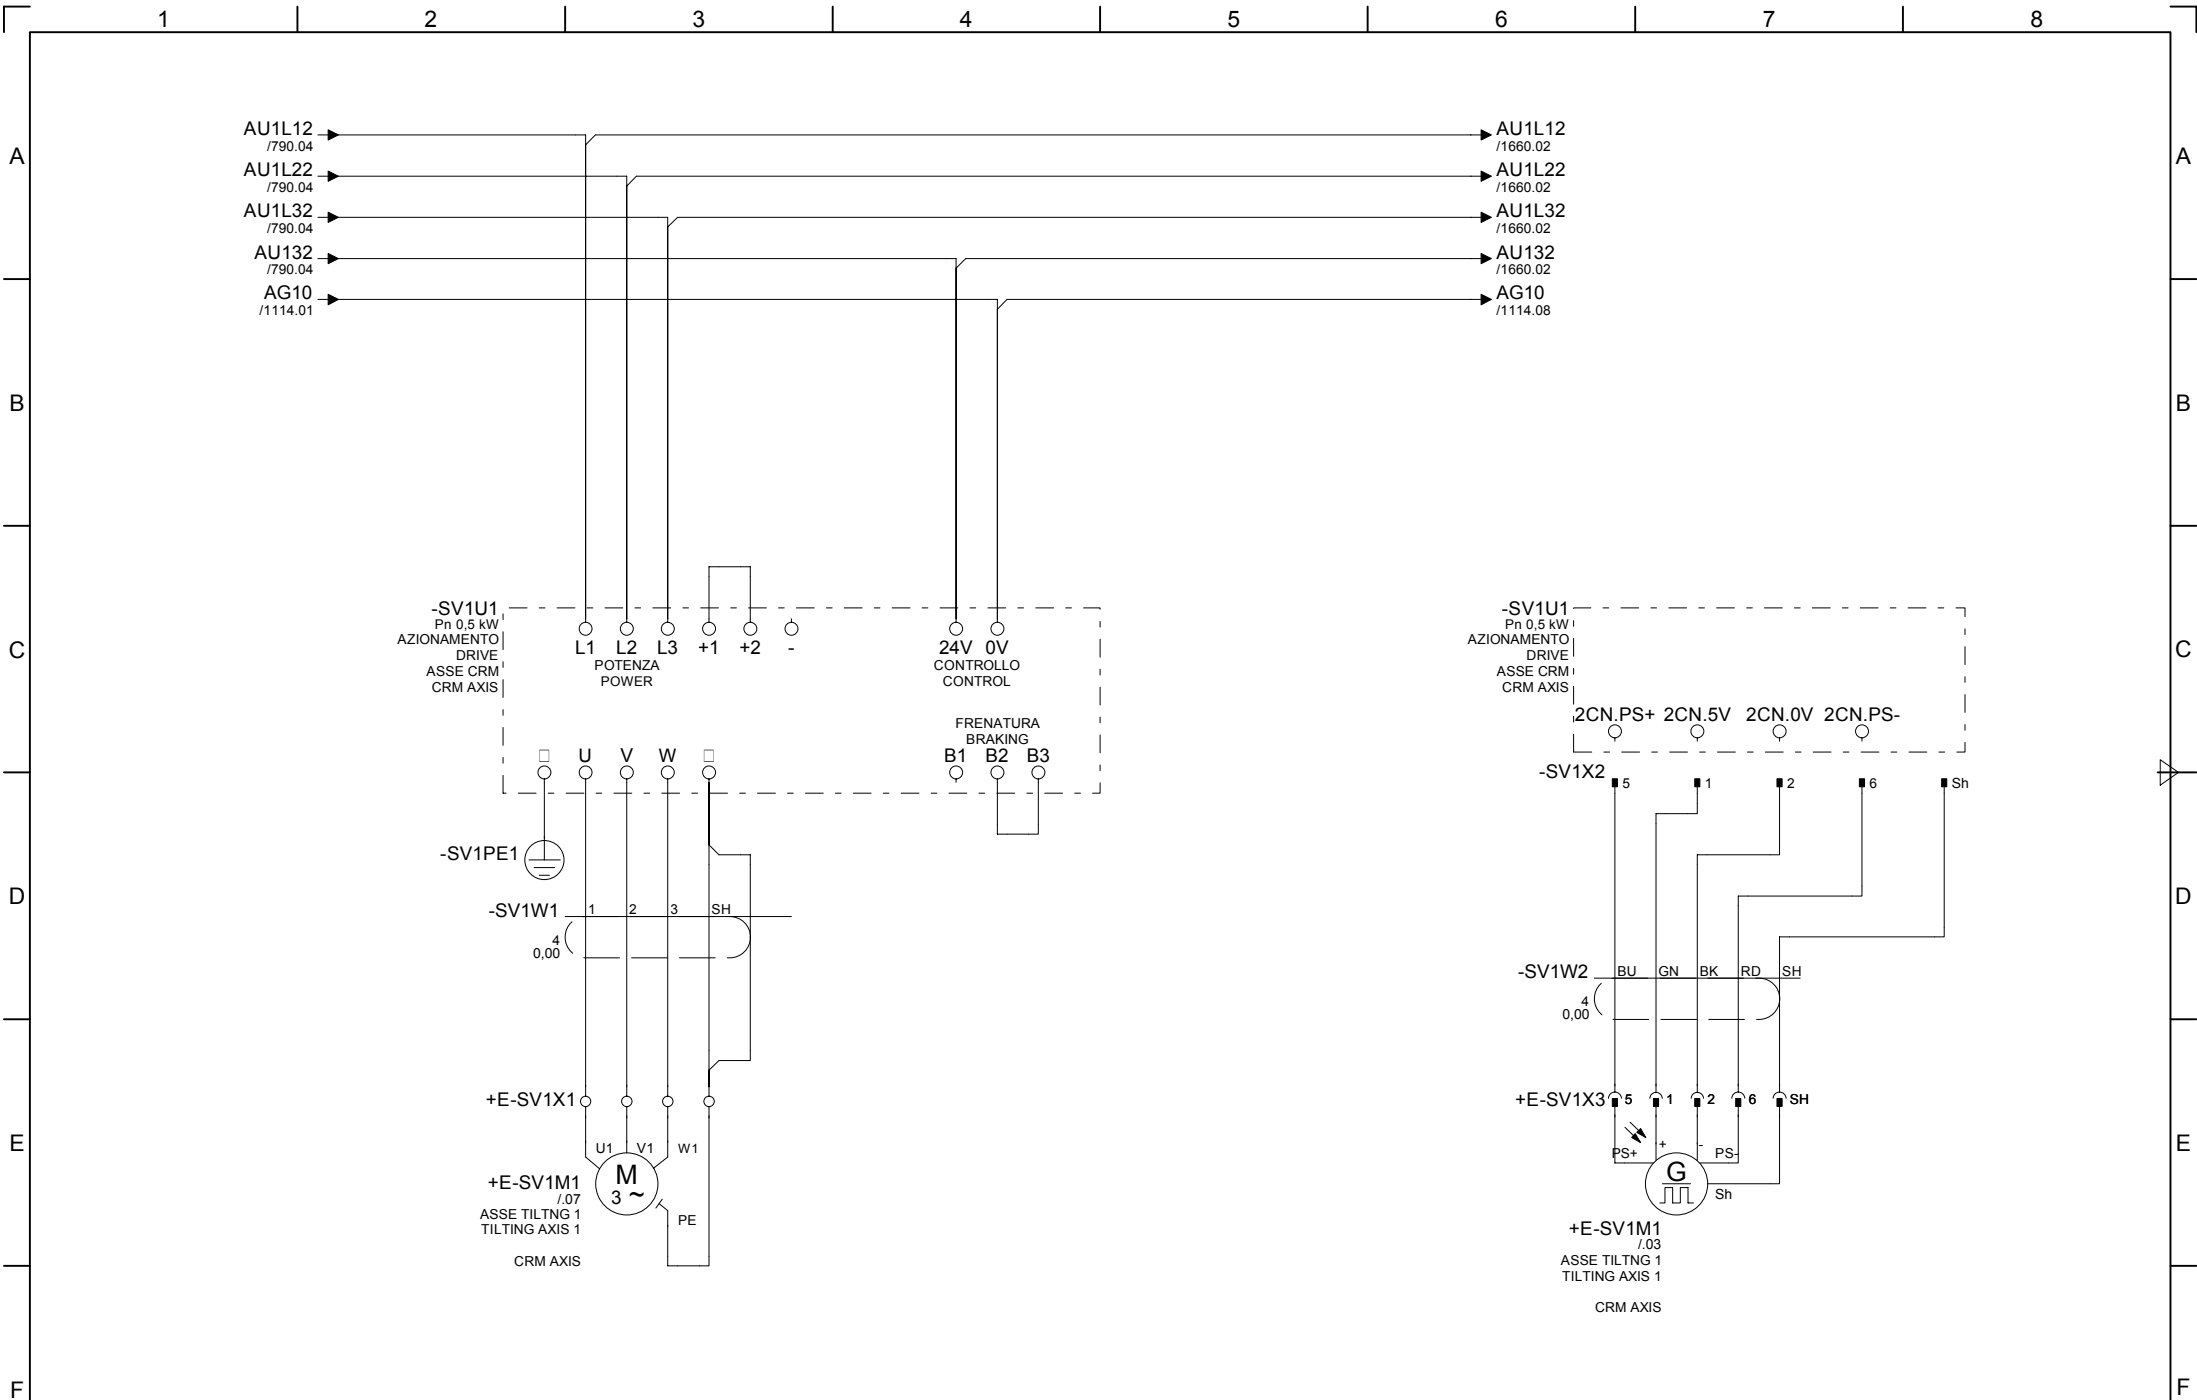 1 2 3 4 5 6 7 8
A A
AU1L12 AU1L12
/790.04 /1660.02
AU1L22 AU1L22
/790.04 /1660.02
AU1L32 AU1L32
/790.04 /1660.02
AU132 AU132
/790.04 /1660.02
AG10 AG10
/1114.01 /1114.08
B B
C C
-SV1U1
Pn 0,5 kW
AZIONAMENTO
DRIVE
ASSE CRM
CRM AXIS
L1 L2 L3 +1 +2 -
POTENZA
POWER
24V 0V
CONTROLLO
CONTROL
FRENATURA
BRAKING
U V W
B1 B2 B3
-SV1PE1
D D
-SV1W1 1 2 3 SH
4
0,00
+E-SV1X1
U1 V1 W1
M
3 ~
PE
+E-SV1M1
/.07
ASSE TILTNG 1
TILTING AXIS 1
CRM AXIS
-SV1U1
Pn 0,5 kW
AZIONAMENTO
DRIVE
ASSE CRM
CRM AXIS
2CN.PS+ 2CN.5V 2CN.0V 2CN.PS-
-SV1X2 5 1 2 6 Sh
-SV1W2 BU GN BK RD SH
4
0,00
+E-SV1X3 5 1 2 6 SH
E E
PS+ + - PS-
G
Sh
+E-SV1M1
/.03
ASSE TILTNG 1
TILTING AXIS 1
CRM AXIS
F F